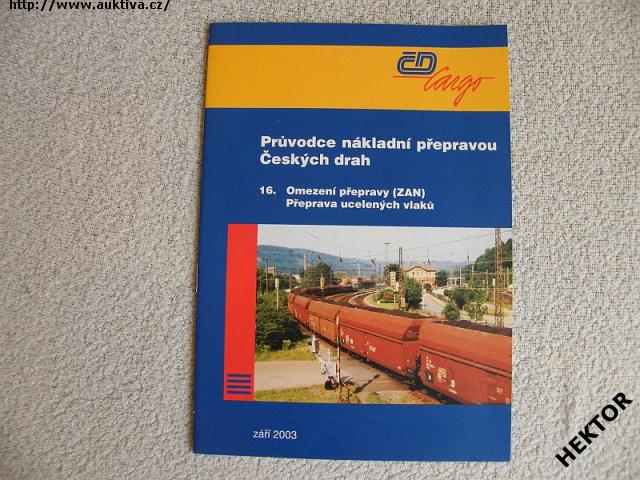 http://www.auktiva.cz/
ČD
Cargo
Průvodce nákladní přepravou
Českých drah
16. Omezení přepravy (ZAN)
Přeprava ucelených vlaků
září 2003
HEKTOR